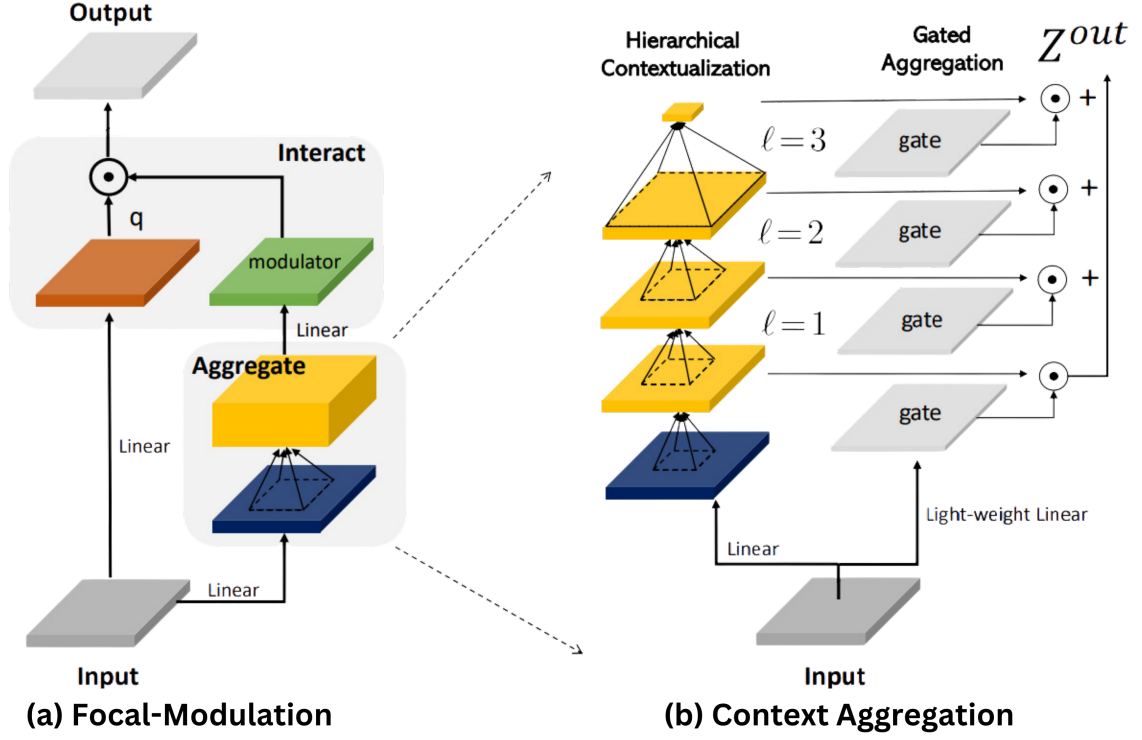 Output
Interact
q
modulator
Linear
Aggregate
Linear
Linear
Input
(a) Focal-Modulation
Hierarchical
Contextualization
Gated
Aggregation
Z^{out}
ℓ = 3
gate
+
ℓ = 2
gate
+
ℓ = 1
gate
+
gate
Light-weight Linear
Linear
Input
(b) Context Aggregation